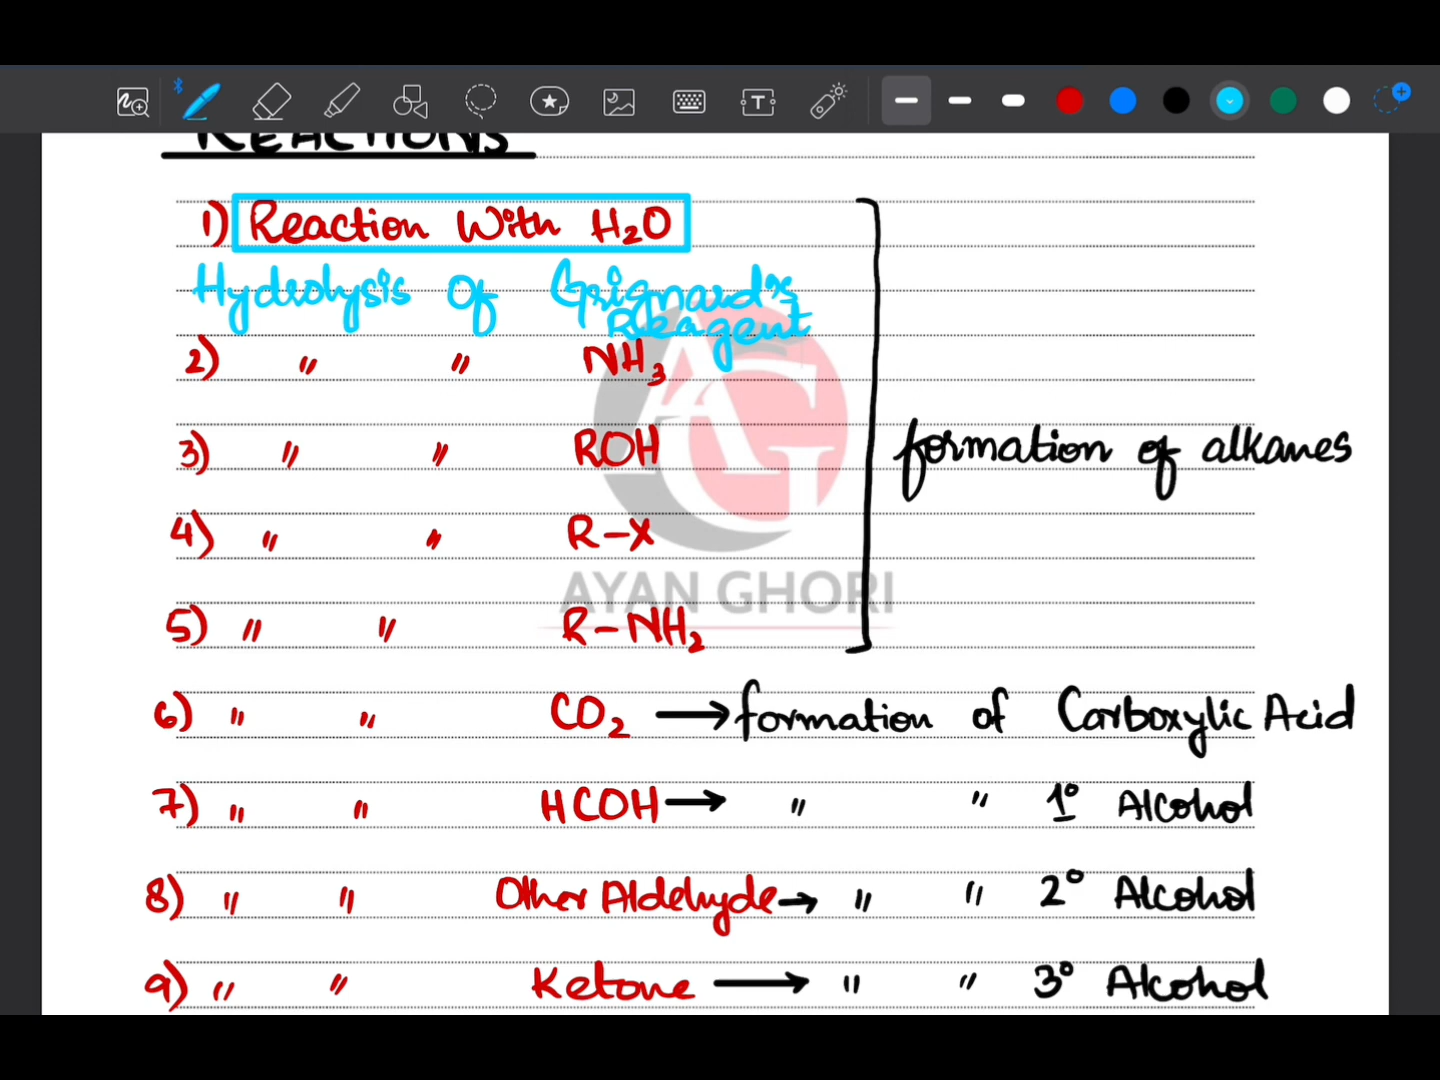 REACTIONS
1) Reaction With H2O
Hydrolysis Of Grignard's
Reagent
2) " " NH3
3) " " ROH
formation of alkanes
4) " " R-X
AYAN GHORI
5) " " R-NH2
6) " " CO2 → formation of Carboxylic Acid
7) " " HCOH → " " 1° Alcohol
8) " " Other Aldehyde → " " 2° Alcohol
9) " " Ketone → " " 3° Alcohol